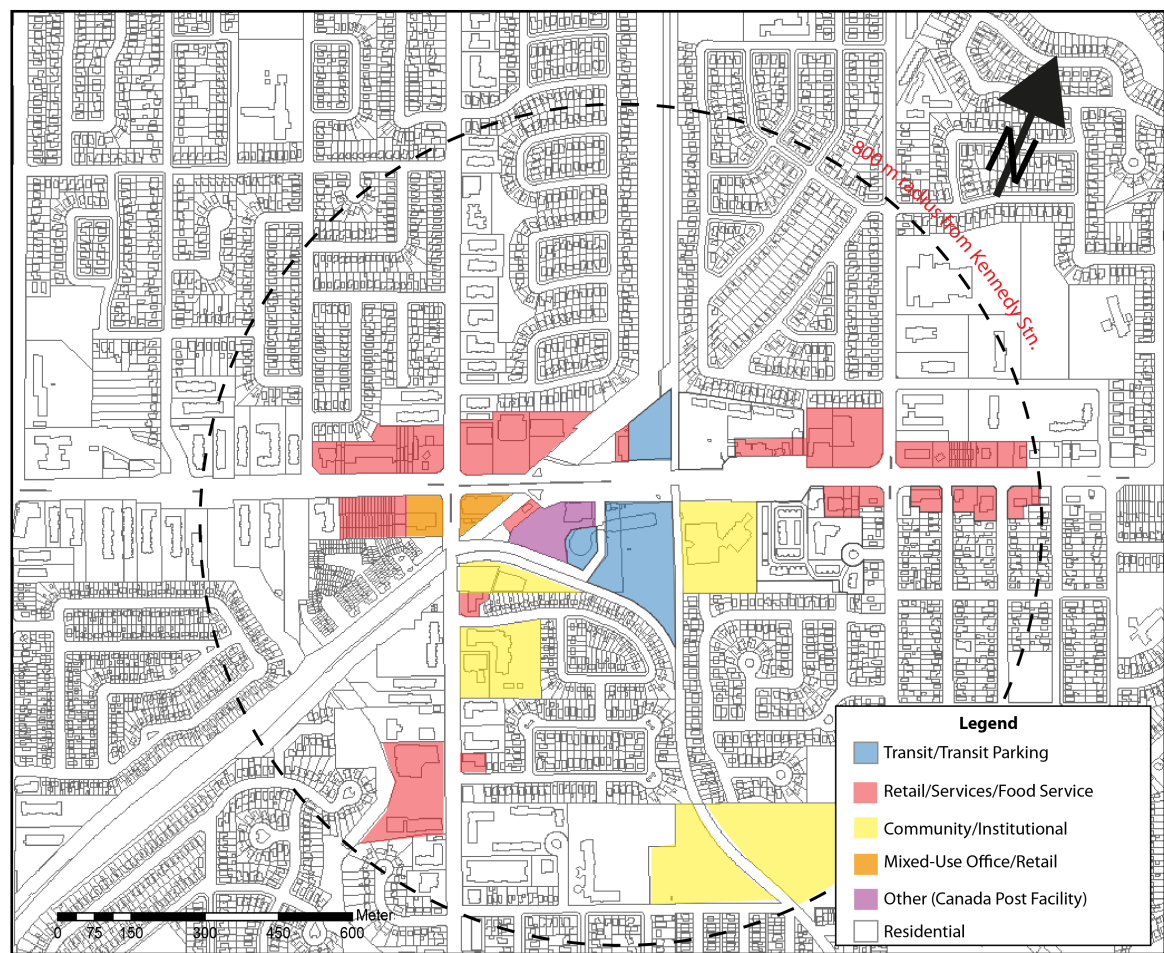 N
800 m radius from Kennedy Stn.
Legend
Transit/Transit Parking
Retail/Services/Food Service
Community/Institutional
Mixed-Use Office/Retail
Other (Canada Post Facility)
Residential
Meter
0 75 150 300 450 600